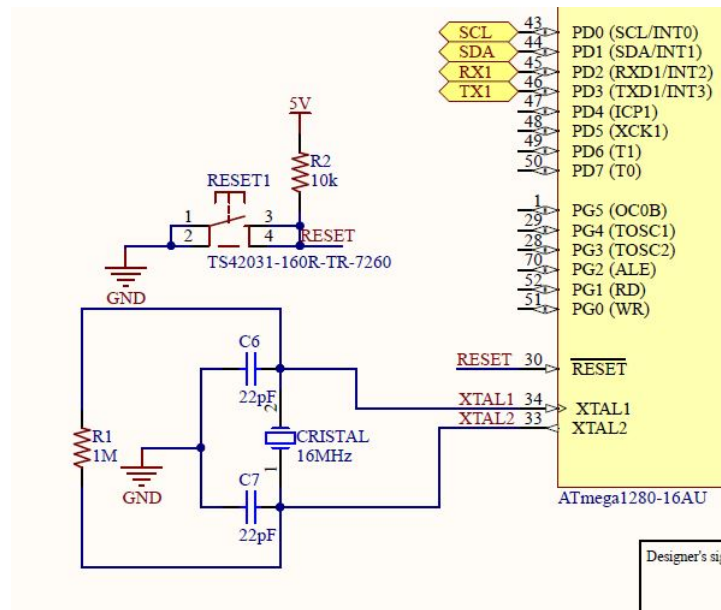 SCL 43 PD0 (SCL/INT0)
SDA 44 PD1 (SDA/INT1)
RX1 45 PD2 (RXD1/INT2)
TX1 46 PD3 (TXD1/INT3)
47 PD4 (ICP1)
48 PD5 (XCK1)
49 PD6 (T1)
50 PD7 (T0)
1 PG5 (OC0B)
29 PG4 (TOSC1)
28 PG3 (TOSC2)
70 PG2 (ALE)
52 PG1 (RD)
51 PG0 (WR)
5V
R2
10k
RESET1
1 3
2 4 RESET
TS42031-160R-TR-7260
GND
C6
22pF
2
R1
1M
GND
CRISTAL
16MHz
1
C7
22pF
RESET 30 RESET
XTAL1 34 XTAL1
XTAL2 33 XTAL2
ATmega1280-16AU